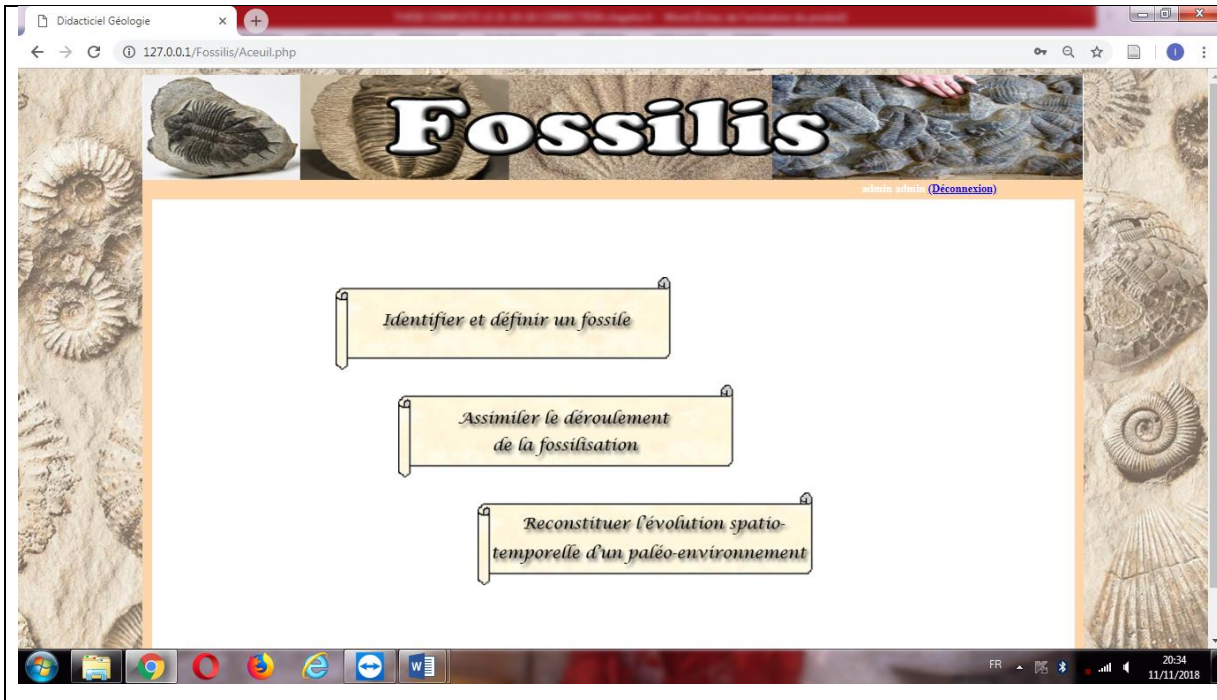 Didacticiel Géologie
127.0.0.1/Fossilis/Aceuil.php
Fossilis
admin admin (Déconnexion)
Identifier et définir un fossile
Assimiler le déroulement
de la fossilisation
Reconstituer l'évolution spatio-
temporelle d'un paléo-environnement
FR
20:34
11/11/2018